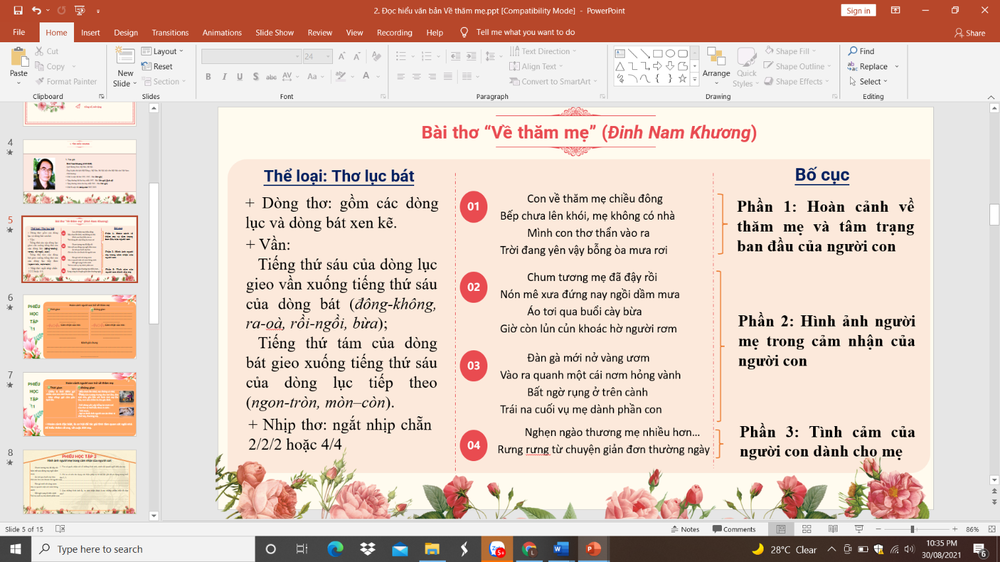 2. Đọc hiểu văn bản Về thăm mẹ.ppt [Compatibility Mode] - PowerPoint
Sign in
File Home Insert Design Transitions Animations Slide Show Review View Recording Help Tell me what you want to do
Share
Paste
Cut
Copy
Format Painter
Clipboard
New Slide
Layout
Reset
Section
Slides
24
Font
Text Direction
Align Text
Convert to SmartArt
Paragraph
Arrange
Quick Styles
Shape Fill
Shape Outline
Shape Effects
Drawing
Find
Replace
Select
Editing
4
5
6
PHIẾU
HỌC
TẬP
7
PHIẾU
HỌC
TẬP
8
PHIẾU HỌC TẬP 2
Bài thơ “Về thăm mẹ” (Đinh Nam Khương)
Thể loại: Thơ lục bát
+ Dòng thơ: gồm các dòng
lục và dòng bát xen kẽ.
+ Vần:
Tiếng thứ sáu của dòng lục
gieo vần xuống tiếng thứ sáu
của dòng bát (đông-không,
ra-oà, rồi-ngồi, bừa);
Tiếng thứ tám của dòng
bát gieo xuống tiếng thứ sáu
của dòng lục tiếp theo
(ngon-tròn, mòn–còn).
+ Nhịp thơ: ngắt nhịp chẵn
2/2/2 hoặc 4/4
01
Con về thăm mẹ chiều đông
Bếp chưa lên khói, mẹ không có nhà
Mình con thơ thẩn vào ra
Trời đang yên vậy bỗng òa mưa rơi
02
Chum tương mẹ đã đậy rồi
Nón mê xưa đứng nay ngồi dầm mưa
Áo tơi qua buổi cày bừa
Giờ còn lủn củn khoác hờ người rơm
03
Đàn gà mới nở vàng ươm
Vào ra quanh một cái nơm hỏng vành
Bất ngờ rụng ở trên cành
Trái na cuối vụ mẹ dành phần con
04
Nghẹn ngào thương mẹ nhiều hơn...
Rưng rưng từ chuyện giản đơn thường ngày
Bố cục
Phần 1: Hoàn cảnh về
thăm mẹ và tâm trạng
ban đầu của người con
Phần 2: Hình ảnh người
mẹ trong cảm nhận của
người con
Phần 3: Tình cảm của
người con dành cho mẹ
Slide 5 of 15
Notes
Comments
86%
Type here to search
5+
28°C Clear
10:35 PM
30/08/2021
6